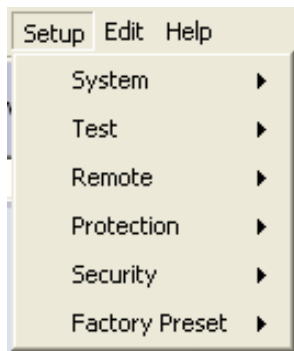 Setup Edit Help
System
Test
Remote
Protection
Security
Factory Preset